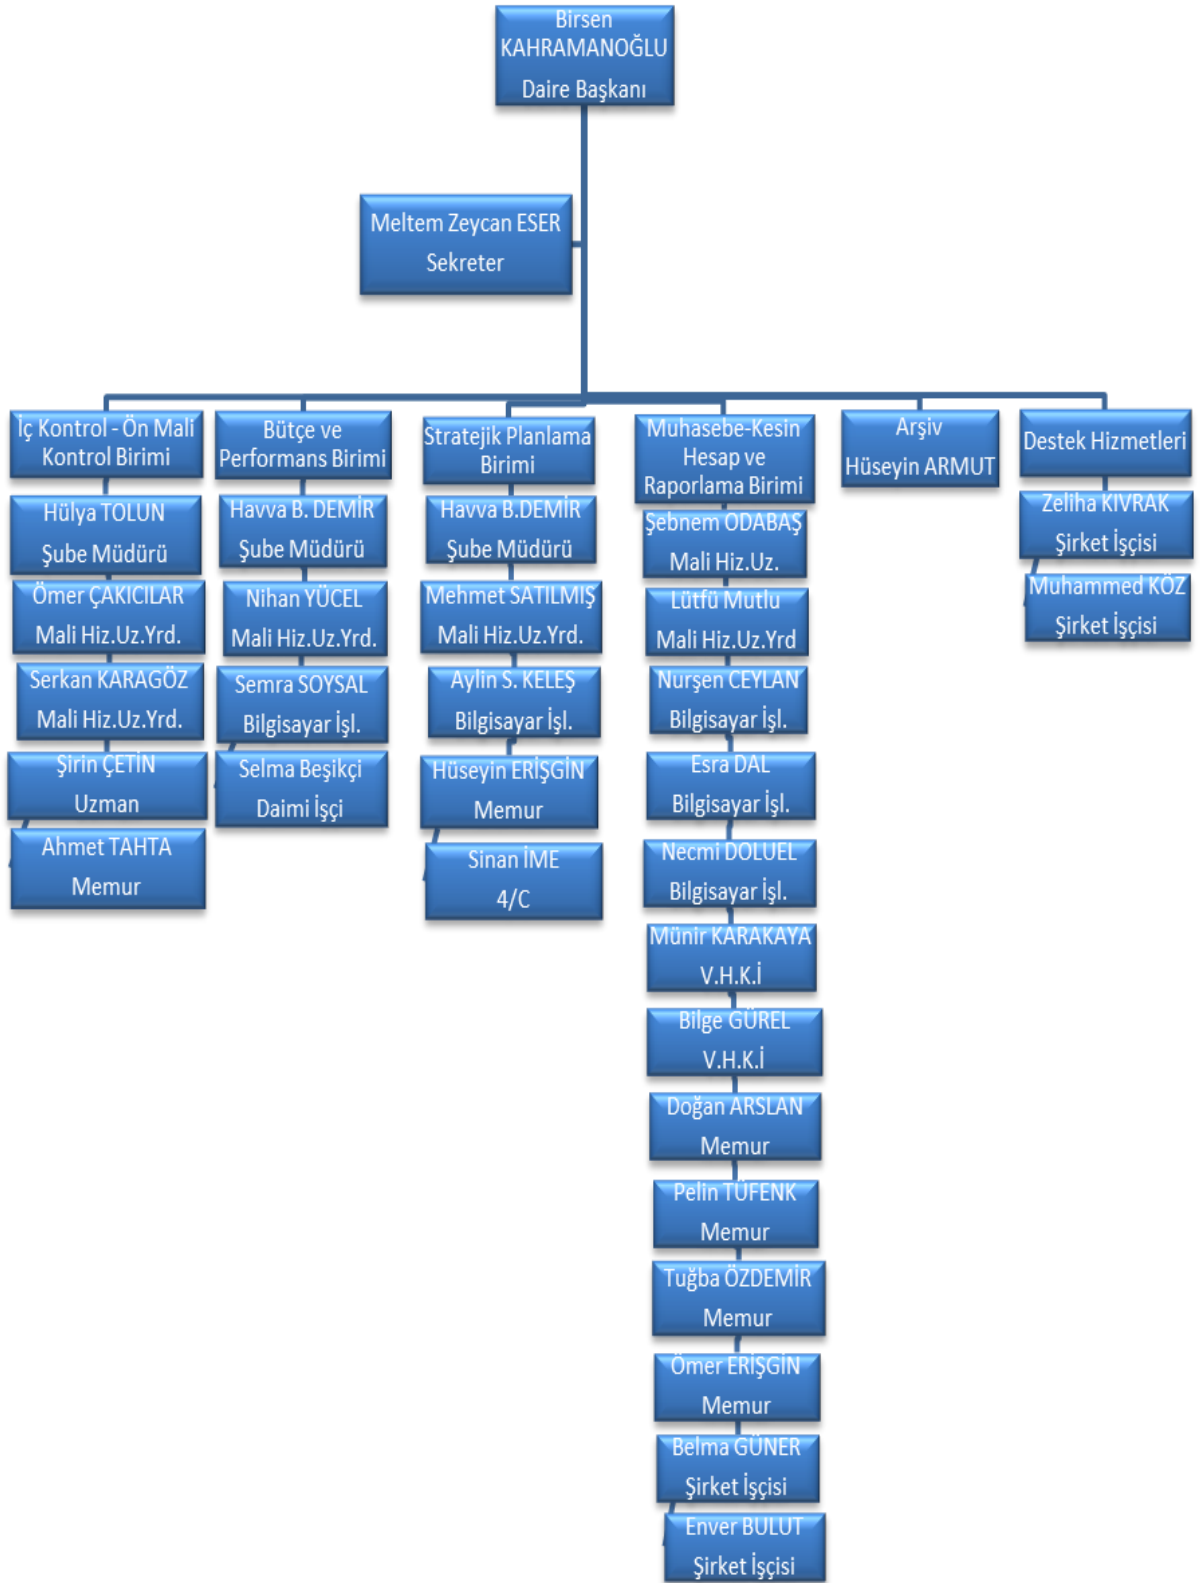 Birsen
KAHRAMANOĞLU
Daire Başkanı
Meltem Zeycan ESER
Sekreter
İç Kontrol - Ön Mali
Kontrol Birimi
Hülya TOLUN
Şube Müdürü
Ömer ÇAKICILAR
Mali Hiz.Uz.Yrd.
Serkan KARAGÖZ
Mali Hiz.Uz.Yrd.
Şirin ÇETİN
Uzman
Ahmet TAHTA
Memur
Bütçe ve
Performans Birimi
Havva B. DEMİR
Şube Müdürü
Nihan YÜCEL
Mali Hiz.Uz.Yrd.
Semra SOYSAL
Bilgisayar İşl.
Selma Beşikçi
Daimi İşçi
Stratejik Planlama
Birimi
Havva B.DEMİR
Şube Müdürü
Mehmet SATILMIŞ
Mali Hiz.Uz.Yrd.
Aylin S. KELEŞ
Bilgisayar İşl.
Hüseyin ERİŞGİN
Memur
Sinan İME
4/C
Muhasebe-Kesin
Hesap ve
Raporlama Birimi
Şebnem ODABAŞ
Mali Hiz.Uz.
Lütfü Mutlu
Mali Hiz.Uz.Yrd
Nurşen CEYLAN
Bilgisayar İşl.
Esra DAL
Bilgisayar İşl.
Necmi DOLUEL
Bilgisayar İşl.
Münir KARAKAYA
V.H.K.İ
Bilge GÜREL
V.H.K.İ
Doğan ARSLAN
Memur
Pelin TÜFENK
Memur
Tuğba ÖZDEMİR
Memur
Ömer ERİŞGİN
Memur
Belma GÜNER
Şirket İşçisi
Enver BULUT
Şirket İşçisi
Arşiv
Hüseyin ARMUT
Destek Hizmetleri
Zeliha KIVRAK
Şirket İşçisi
Muhammed KÖZ
Şirket İşçisi